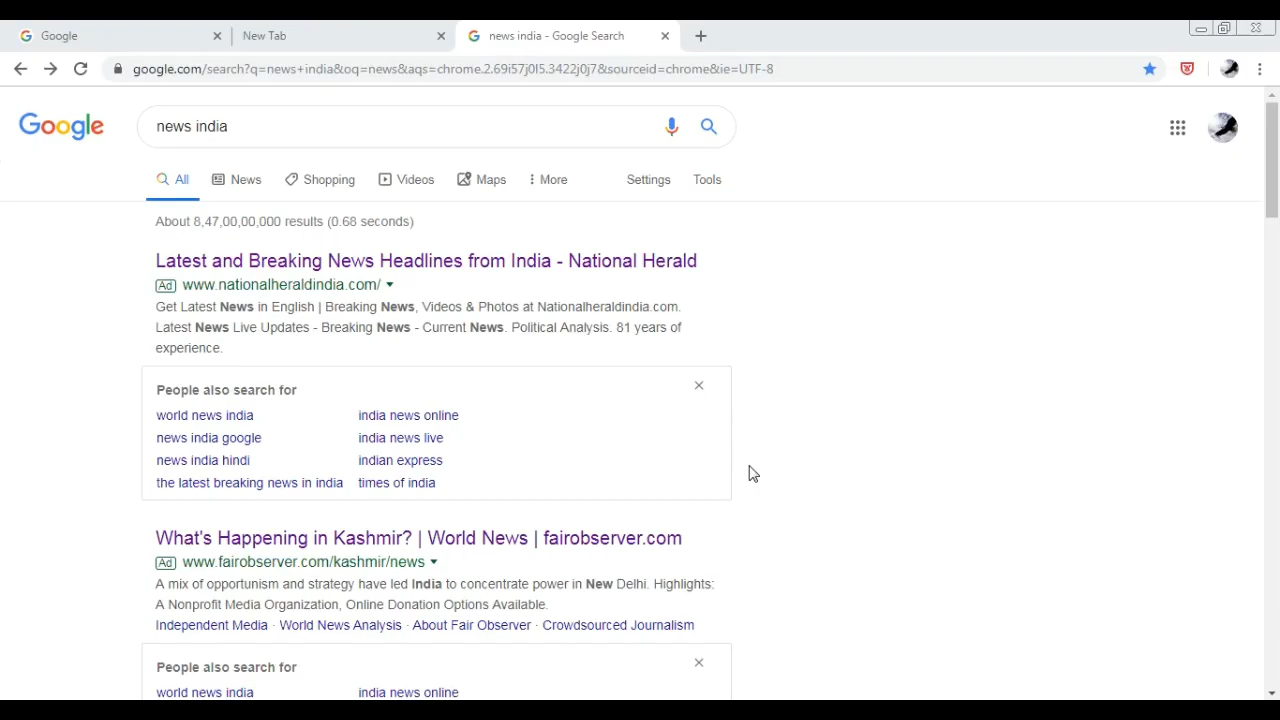 Google
New Tab
news india - Google Search
google.com/search?q=news+india&oq=news&aqs=chrome.2.69i57j0l5.3422j0j7&sourceid=chrome&ie=UTF-8
Google
news india
All News Shopping Videos Maps More Settings Tools
About 8,47,00,00,000 results (0.68 seconds)
Latest and Breaking News Headlines from India - National Herald
Ad www.nationalheraldindia.com/
Get Latest News in English | Breaking News, Videos & Photos at Nationalheraldindia.com.
Latest News Live Updates - Breaking News - Current News. Political Analysis. 81 years of
experience.
People also search for
world news india india news online
news india google india news live
news india hindi indian express
the latest breaking news in india times of india
What's Happening in Kashmir? | World News | fairobserver.com
Ad www.fairobserver.com/kashmir/news
A mix of opportunism and strategy have led India to concentrate power in New Delhi. Highlights:
A Nonprofit Media Organization, Online Donation Options Available.
Independent Media · World News Analysis · About Fair Observer · Crowdsourced Journalism
People also search for
world news india india news online